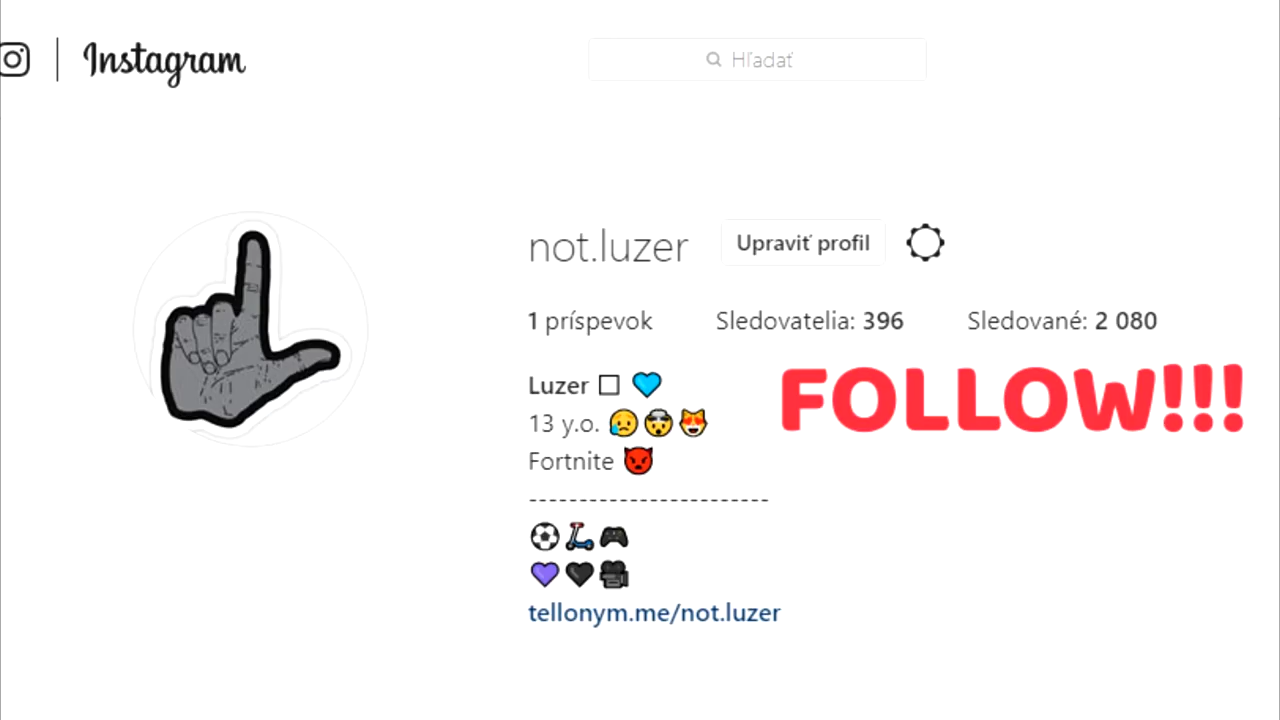 Instagram
Hľadať
not.luzer Upraviť profil
1 príspevok Sledovatelia: 396 Sledované: 2 080
Luzer ☐ 💙
13 y.o. 😥🤯😻
FOLLOW!!!
Fortnite 👿
------------------------
⚽🛴🎮
💜🖤🎥
tellonym.me/not.luzer